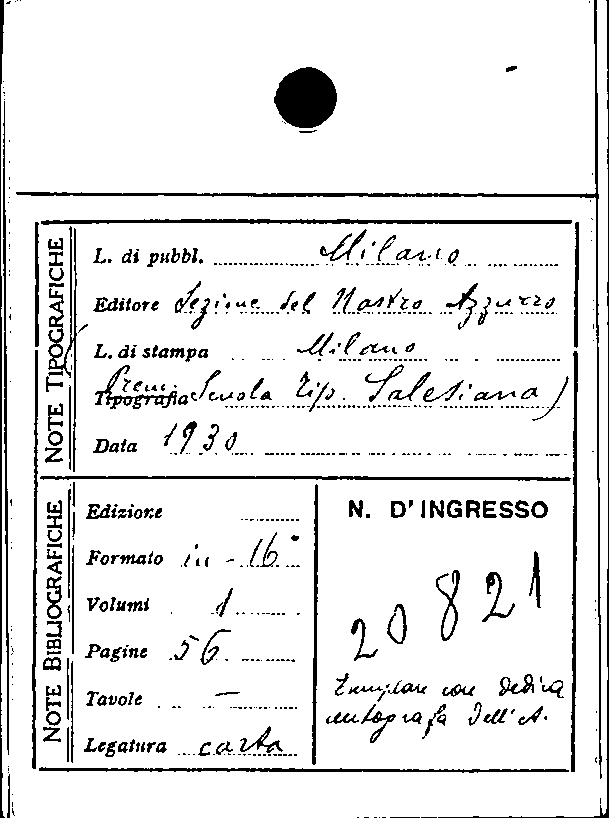 NOTE TIPOGRAFICHE
L. di pubbl. Milano
Editore Sezione del Nastro Azzurro
L. di stampa Milano
(Prem. Scuola Tip. Salesiana)
Tipografia
Data 1930
NOTE BIBLIOGRAFICHE
Edizione
Formato in-16°
Volumi 1
Pagine 56
Tavole —
Legatura carta
N. D'INGRESSO
20821
Esemplare con dedica
autografa dell'A.